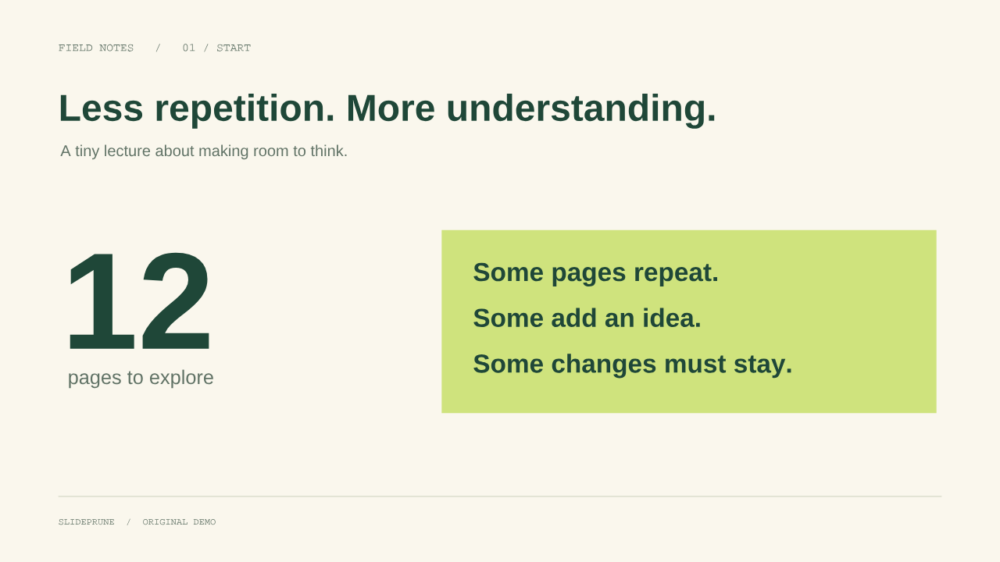 FIELD NOTES / 01 / START
Less repetition. More understanding.
A tiny lecture about making room to think.
12
pages to explore
Some pages repeat.
Some add an idea.
Some changes must stay.
SLIDEPRUNE / ORIGINAL DEMO